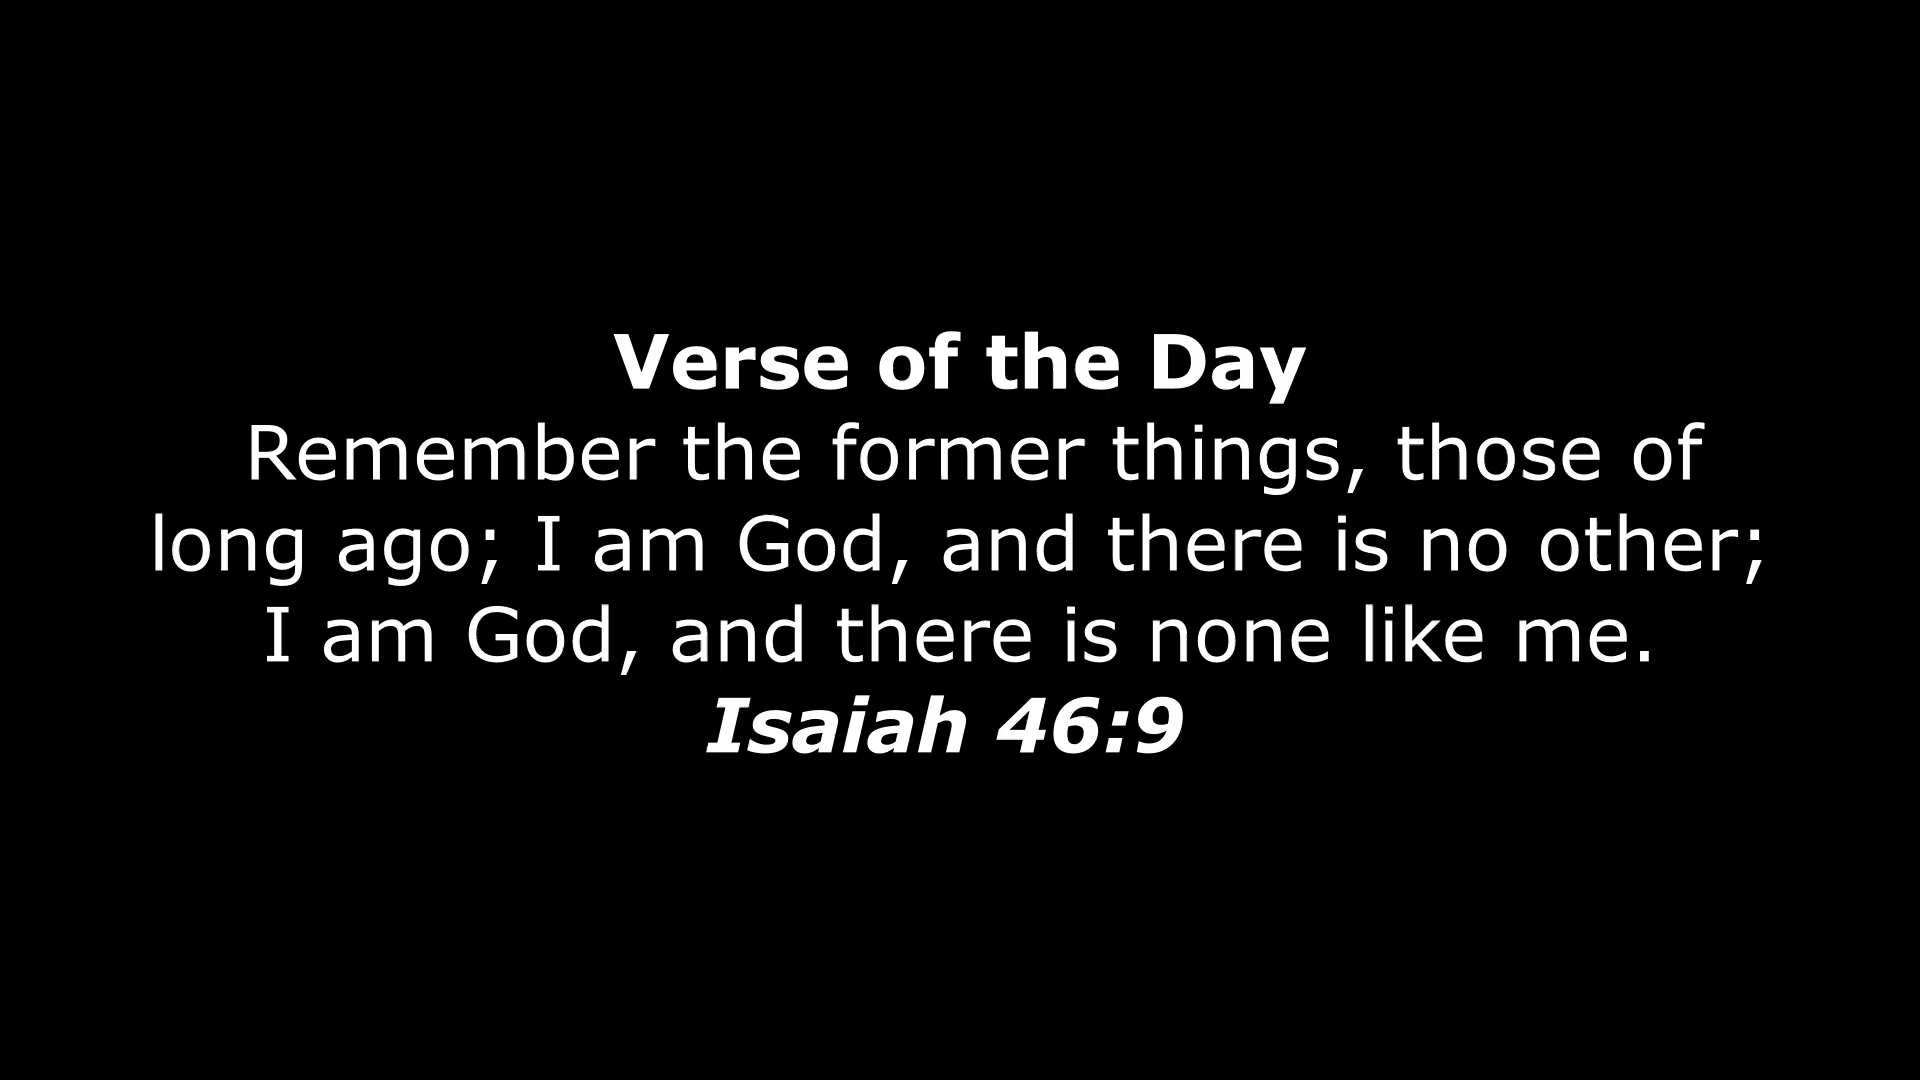 Verse of the Day
Remember the former things, those of
long ago; I am God, and there is no other;
I am God, and there is none like me.
Isaiah 46:9